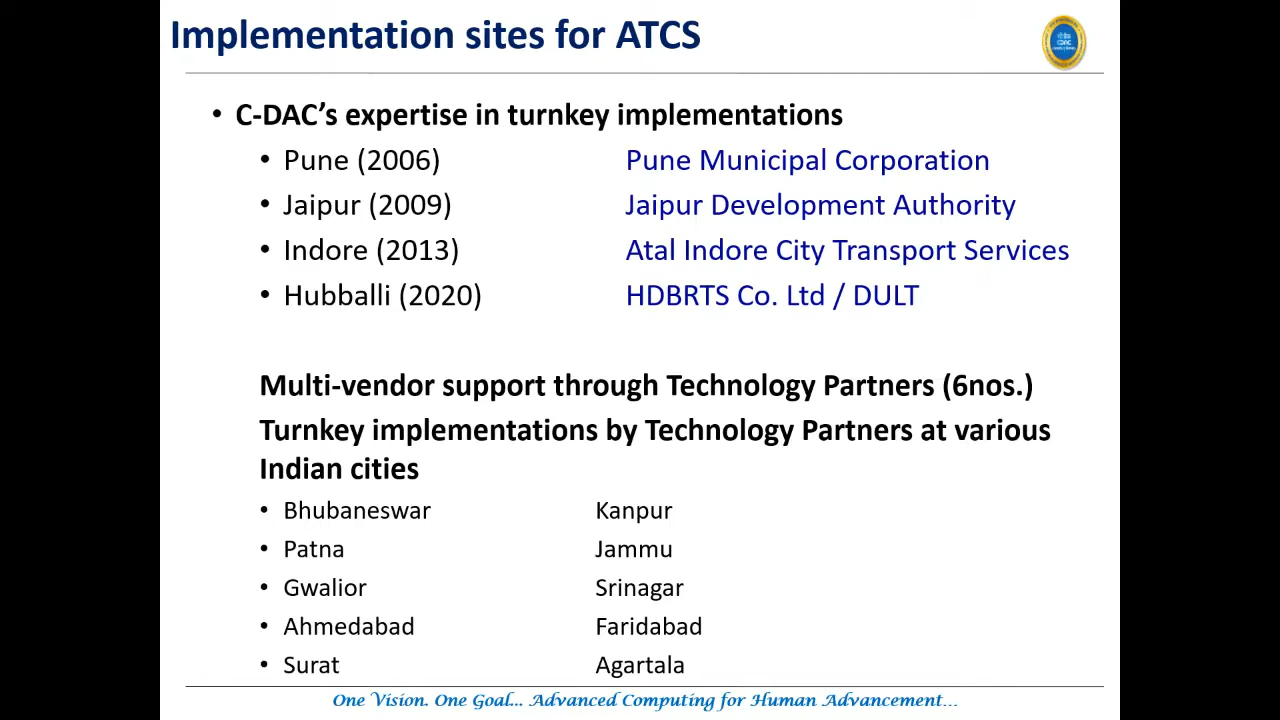 Implementation sites for ATCS
• C-DAC’s expertise in turnkey implementations
• Pune (2006) Pune Municipal Corporation
• Jaipur (2009) Jaipur Development Authority
• Indore (2013) Atal Indore City Transport Services
• Hubballi (2020) HDBRTS Co. Ltd / DULT
Multi-vendor support through Technology Partners (6nos.)
Turnkey implementations by Technology Partners at various
Indian cities
• Bhubaneswar Kanpur
• Patna Jammu
• Gwalior Srinagar
• Ahmedabad Faridabad
• Surat Agartala
One Vision. One Goal... Advanced Computing for Human Advancement...